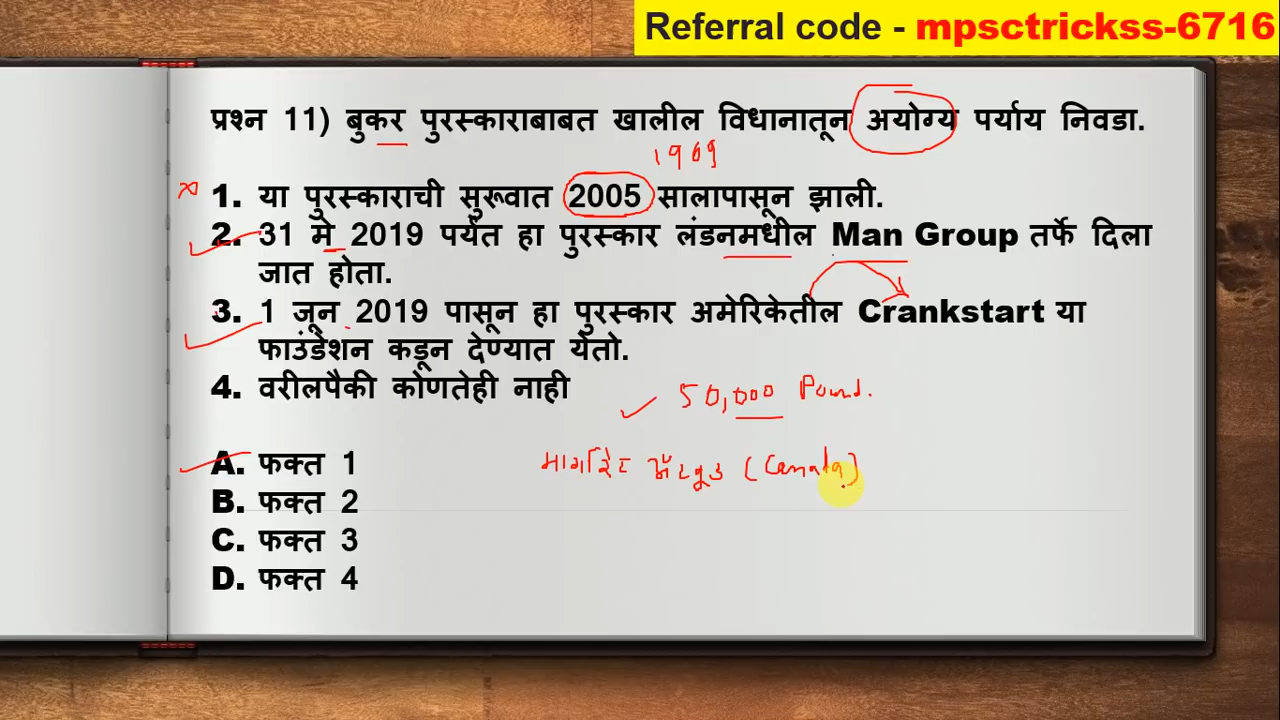 Referral code - mpsctrickss-6716
प्रश्न 11) बुकर पुरस्काराबाबत खालील विधानातून अयोग्य पर्याय निवडा.
1969
1. या पुरस्काराची सुरूवात 2005 सालापासून झाली.
2. 31 मे 2019 पर्यंत हा पुरस्कार लंडनमधील Man Group तर्फे दिला
जात होता.
3. 1 जून 2019 पासून हा पुरस्कार अमेरिकेतील Crankstart या
फाउंडेशन कडून देण्यात येतो.
4. वरीलपैकी कोणतेही नाही
50,000 Pound.
A. फक्त 1
मार्गारेट अॅटवूड (Canada)
B. फक्त 2
C. फक्त 3
D. फक्त 4